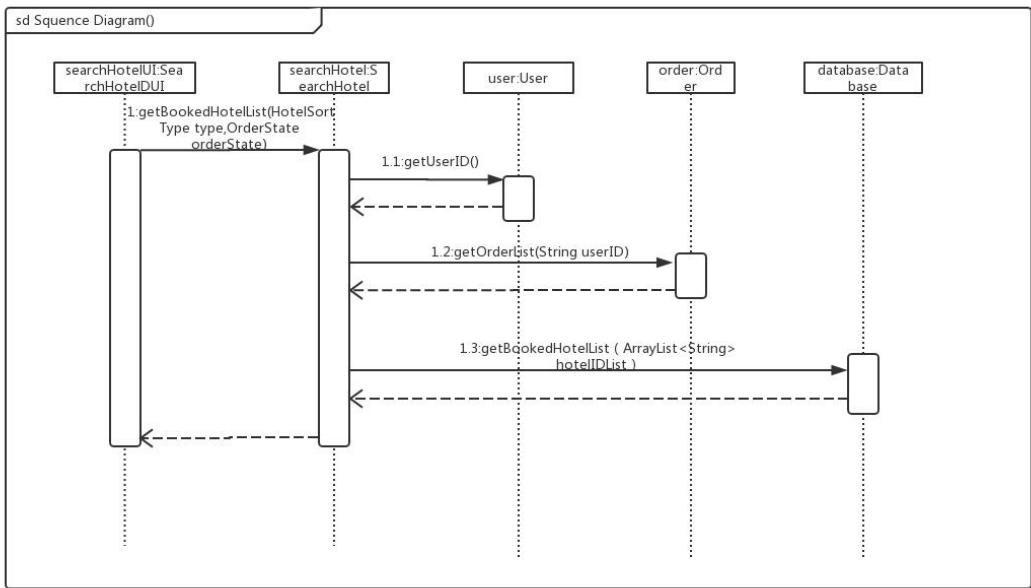 sd Squence Diagram()
searchHotelUI:Sea
rchHotelDUI
searchHotel:S
earchHotel
user:User
order:Ord
er
database:Data
base
1:getBookedHotelList(HotelSort
Type type,OrderState
orderState)
1.1:getUserID()
1.2:getOrderList(String userID)
1.3:getBookedHotelList ( ArrayList<String>
hotelIDList )